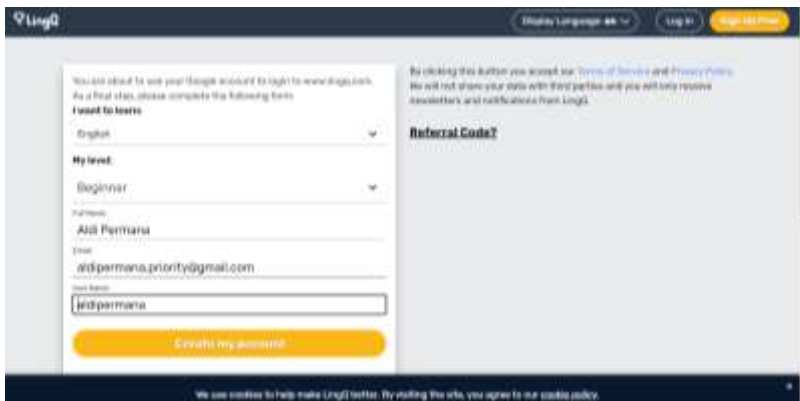 LingQ
Display Language en
Log In
Sign Up Free
You are about to use your Google account to login to www.lingq.com.
As a final step, please complete the following form:
I want to learn:
English
My level:
Beginner
Full Name
Aldi Permana
Email
aldipermana.priority@gmail.com
User Name
aldipermana
Create my account
By clicking this button you accept our Terms of Service and Privacy Policy.
We will not share your data with third parties and you will only receive
newsletters and notifications from LingQ.
Referral Code?
We use cookies to help make LingQ better. By visiting the site, you agree to our cookie policy.